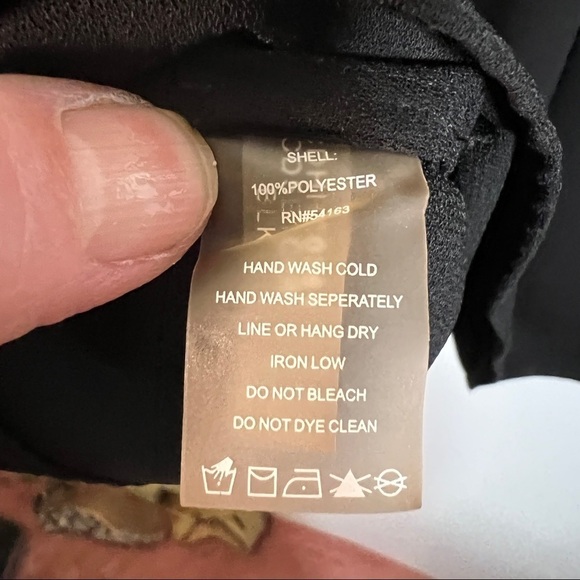 SHELL:
100%POLYESTER
RN#54163
HAND WASH COLD
HAND WASH SEPERATELY
LINE OR HANG DRY
IRON LOW
DO NOT BLEACH
DO NOT DYE CLEAN